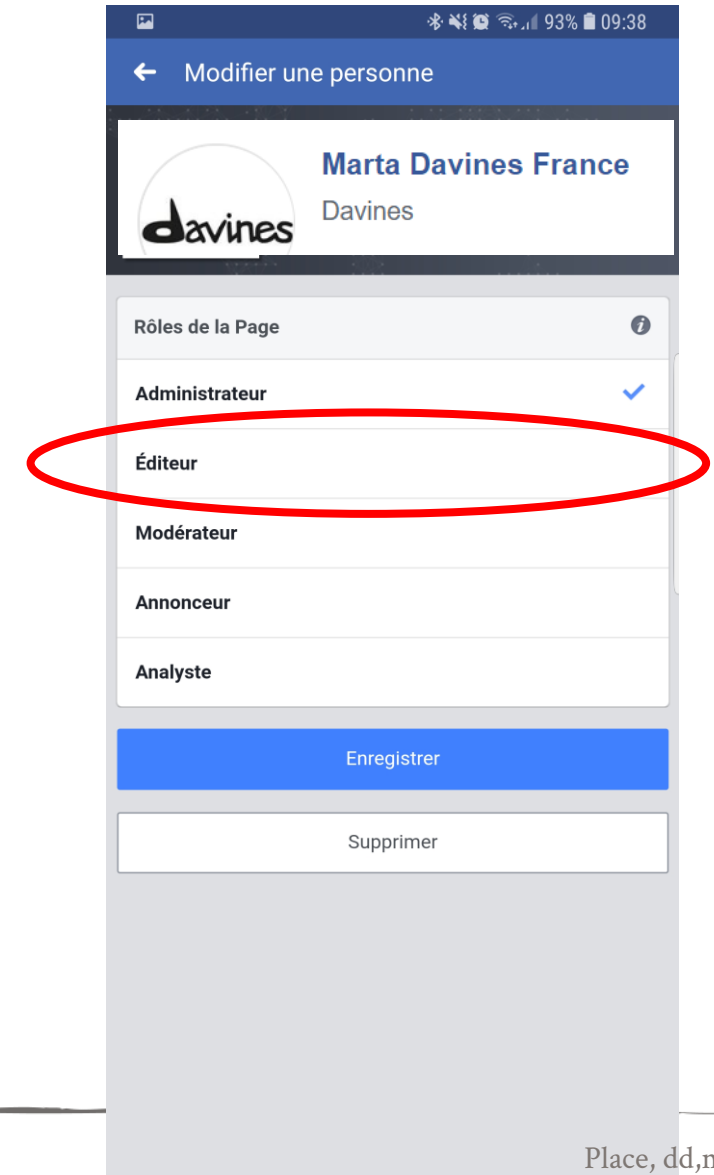 93% 09:38
Modifier une personne
Marta Davines France
davines
Davines
Rôles de la Page
Administrateur
Éditeur
Modérateur
Annonceur
Analyste
Enregistrer
Supprimer
Place, dd,